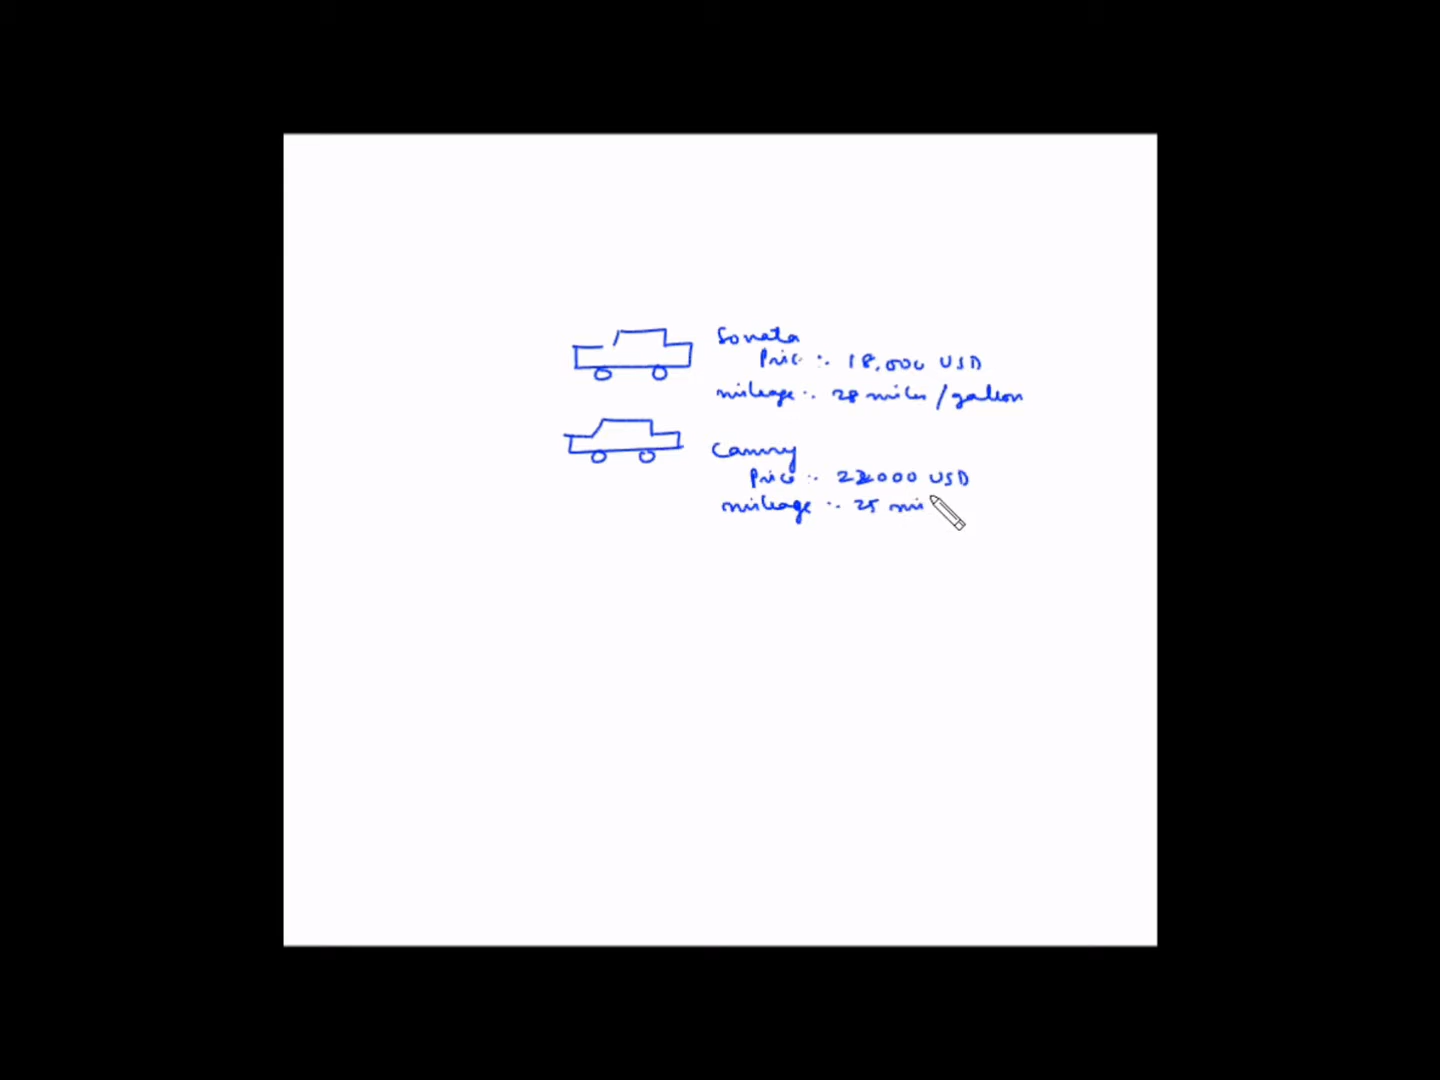 Sonata
Price :- 18,000 USD
mileage :- 28 miles/gallon
Camry
Price :- 22000 USD
mileage :- 25 mi